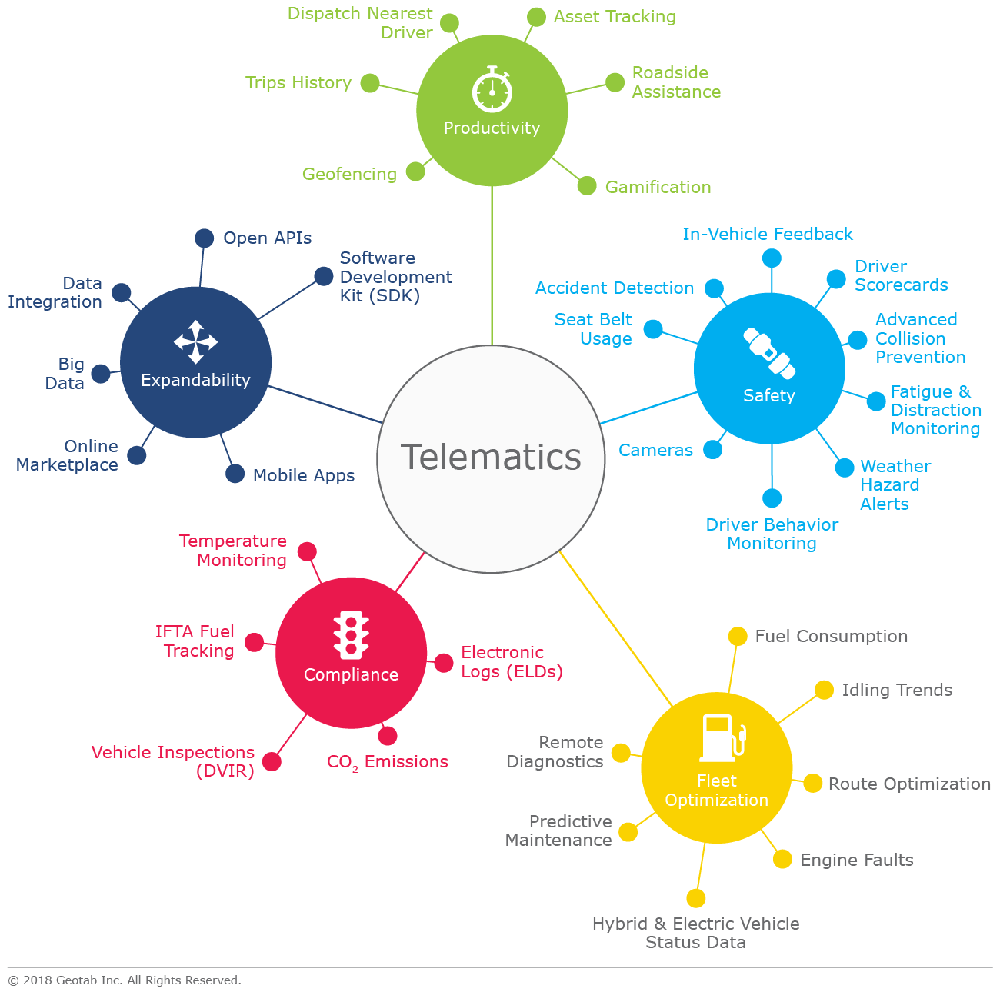 Dispatch Nearest
Driver
Asset Tracking
Trips History
Roadside
Assistance
Productivity
Geofencing
Gamification
Open APIs
Software
Development
Kit (SDK)
Data
Integration
Big
Data
Expandability
Online
Marketplace
Mobile Apps
In-Vehicle Feedback
Driver
Scorecards
Accident Detection
Seat Belt
Usage
Advanced
Collision
Prevention
Safety
Fatigue &
Distraction
Monitoring
Cameras
Weather
Hazard
Alerts
Driver Behavior
Monitoring
Telematics
Temperature
Monitoring
IFTA Fuel
Tracking
Compliance
Electronic
Logs (ELDs)
Vehicle Inspections
(DVIR)
CO₂ Emissions
Fuel Consumption
Idling Trends
Remote
Diagnostics
Fleet
Optimization
Route Optimization
Predictive
Maintenance
Engine Faults
Hybrid & Electric Vehicle
Status Data
© 2018 Geotab Inc. All Rights Reserved.